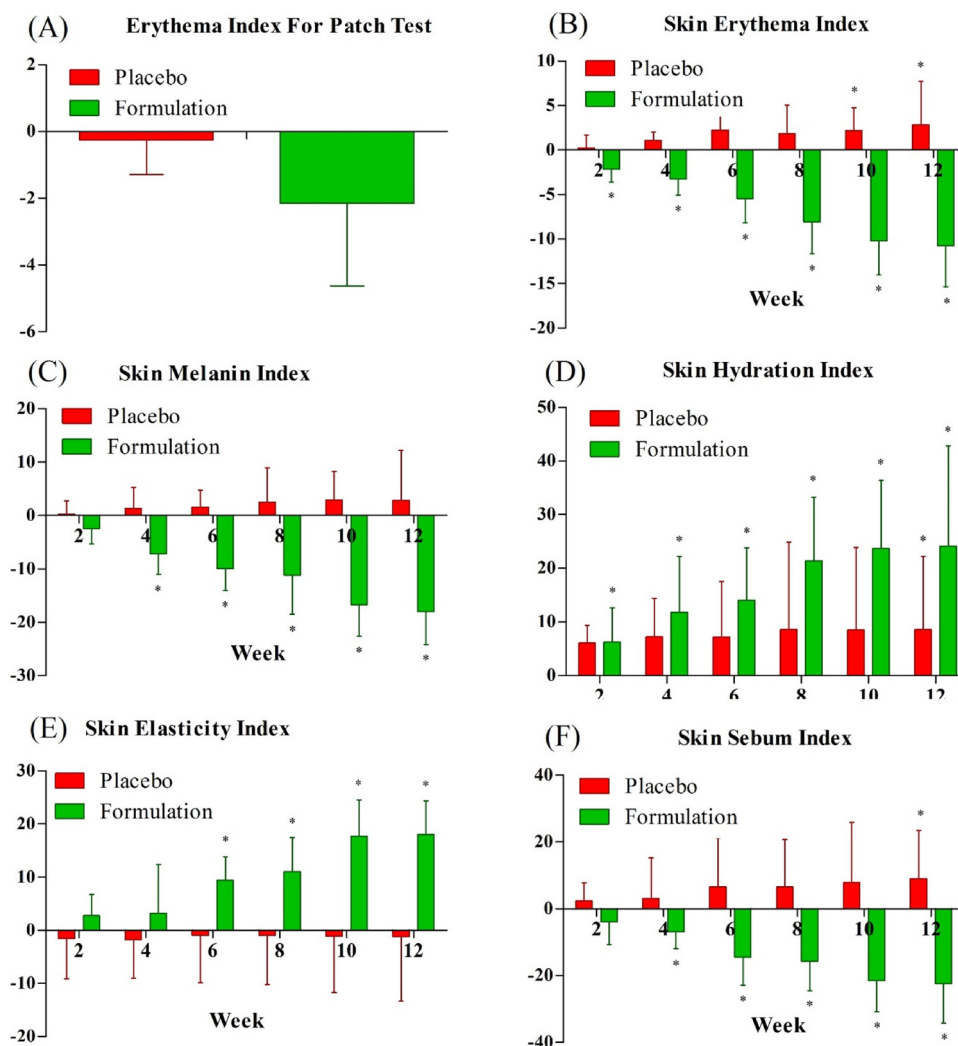 (A)
Erythema Index For Patch Test
2
0
-2
-4
-6
Placebo
Formulation
(B)
Skin Erythema Index
10
5
0
-5
-10
-15
-20
Placebo
Formulation
* *
2 4 6 8 10 12
* * * * * *
Week
(C)
Skin Melanin Index
20
10
0
-10
-20
-30
Placebo
Formulation
2 4 6 8 10 12
* * * * *
Week
(D)
Skin Hydration Index
50
40
30
20
10
0
Placebo
Formulation
* * * * * * *
2 4 6 8 10 12
(E)
Skin Elasticity Index
30
20
10
0
-10
-20
Placebo
Formulation
* * * *
2 4 6 8 10 12
Week
(F)
Skin Sebum Index
40
20
0
-20
-40
Placebo
Formulation
*
2 4 6 8 10 12
* * * * *
Week